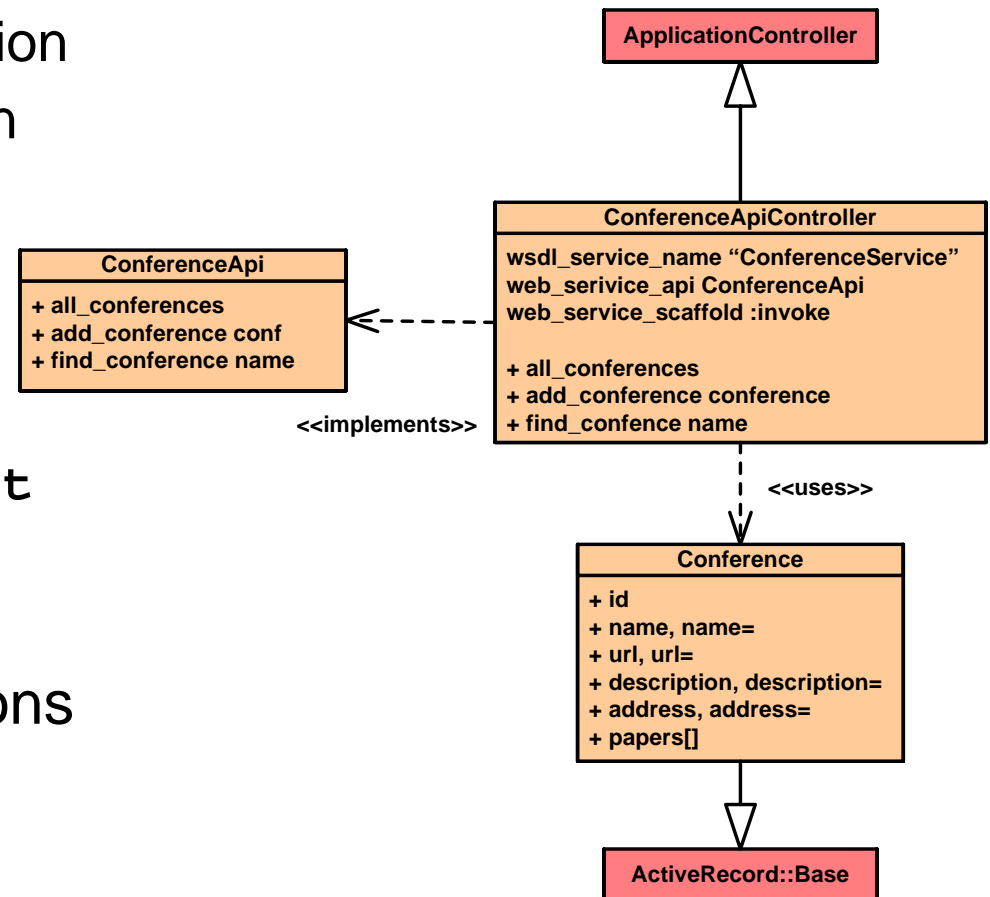 ion
n
t
ons
ApplicationController
ConferenceApiController
wsdl_service_name “ConferenceService”
web_serivice_api ConferenceApi
web_service_scaffold :invoke
+ all_conferences
+ add_conference conference
+ find_confence name
ConferenceApi
+ all_conferences
+ add_conference conf
+ find_conference name
<<implements>>
<<uses>>
Conference
+ id
+ name, name=
+ url, url=
+ description, description=
+ address, address=
+ papers[]
ActiveRecord::Base